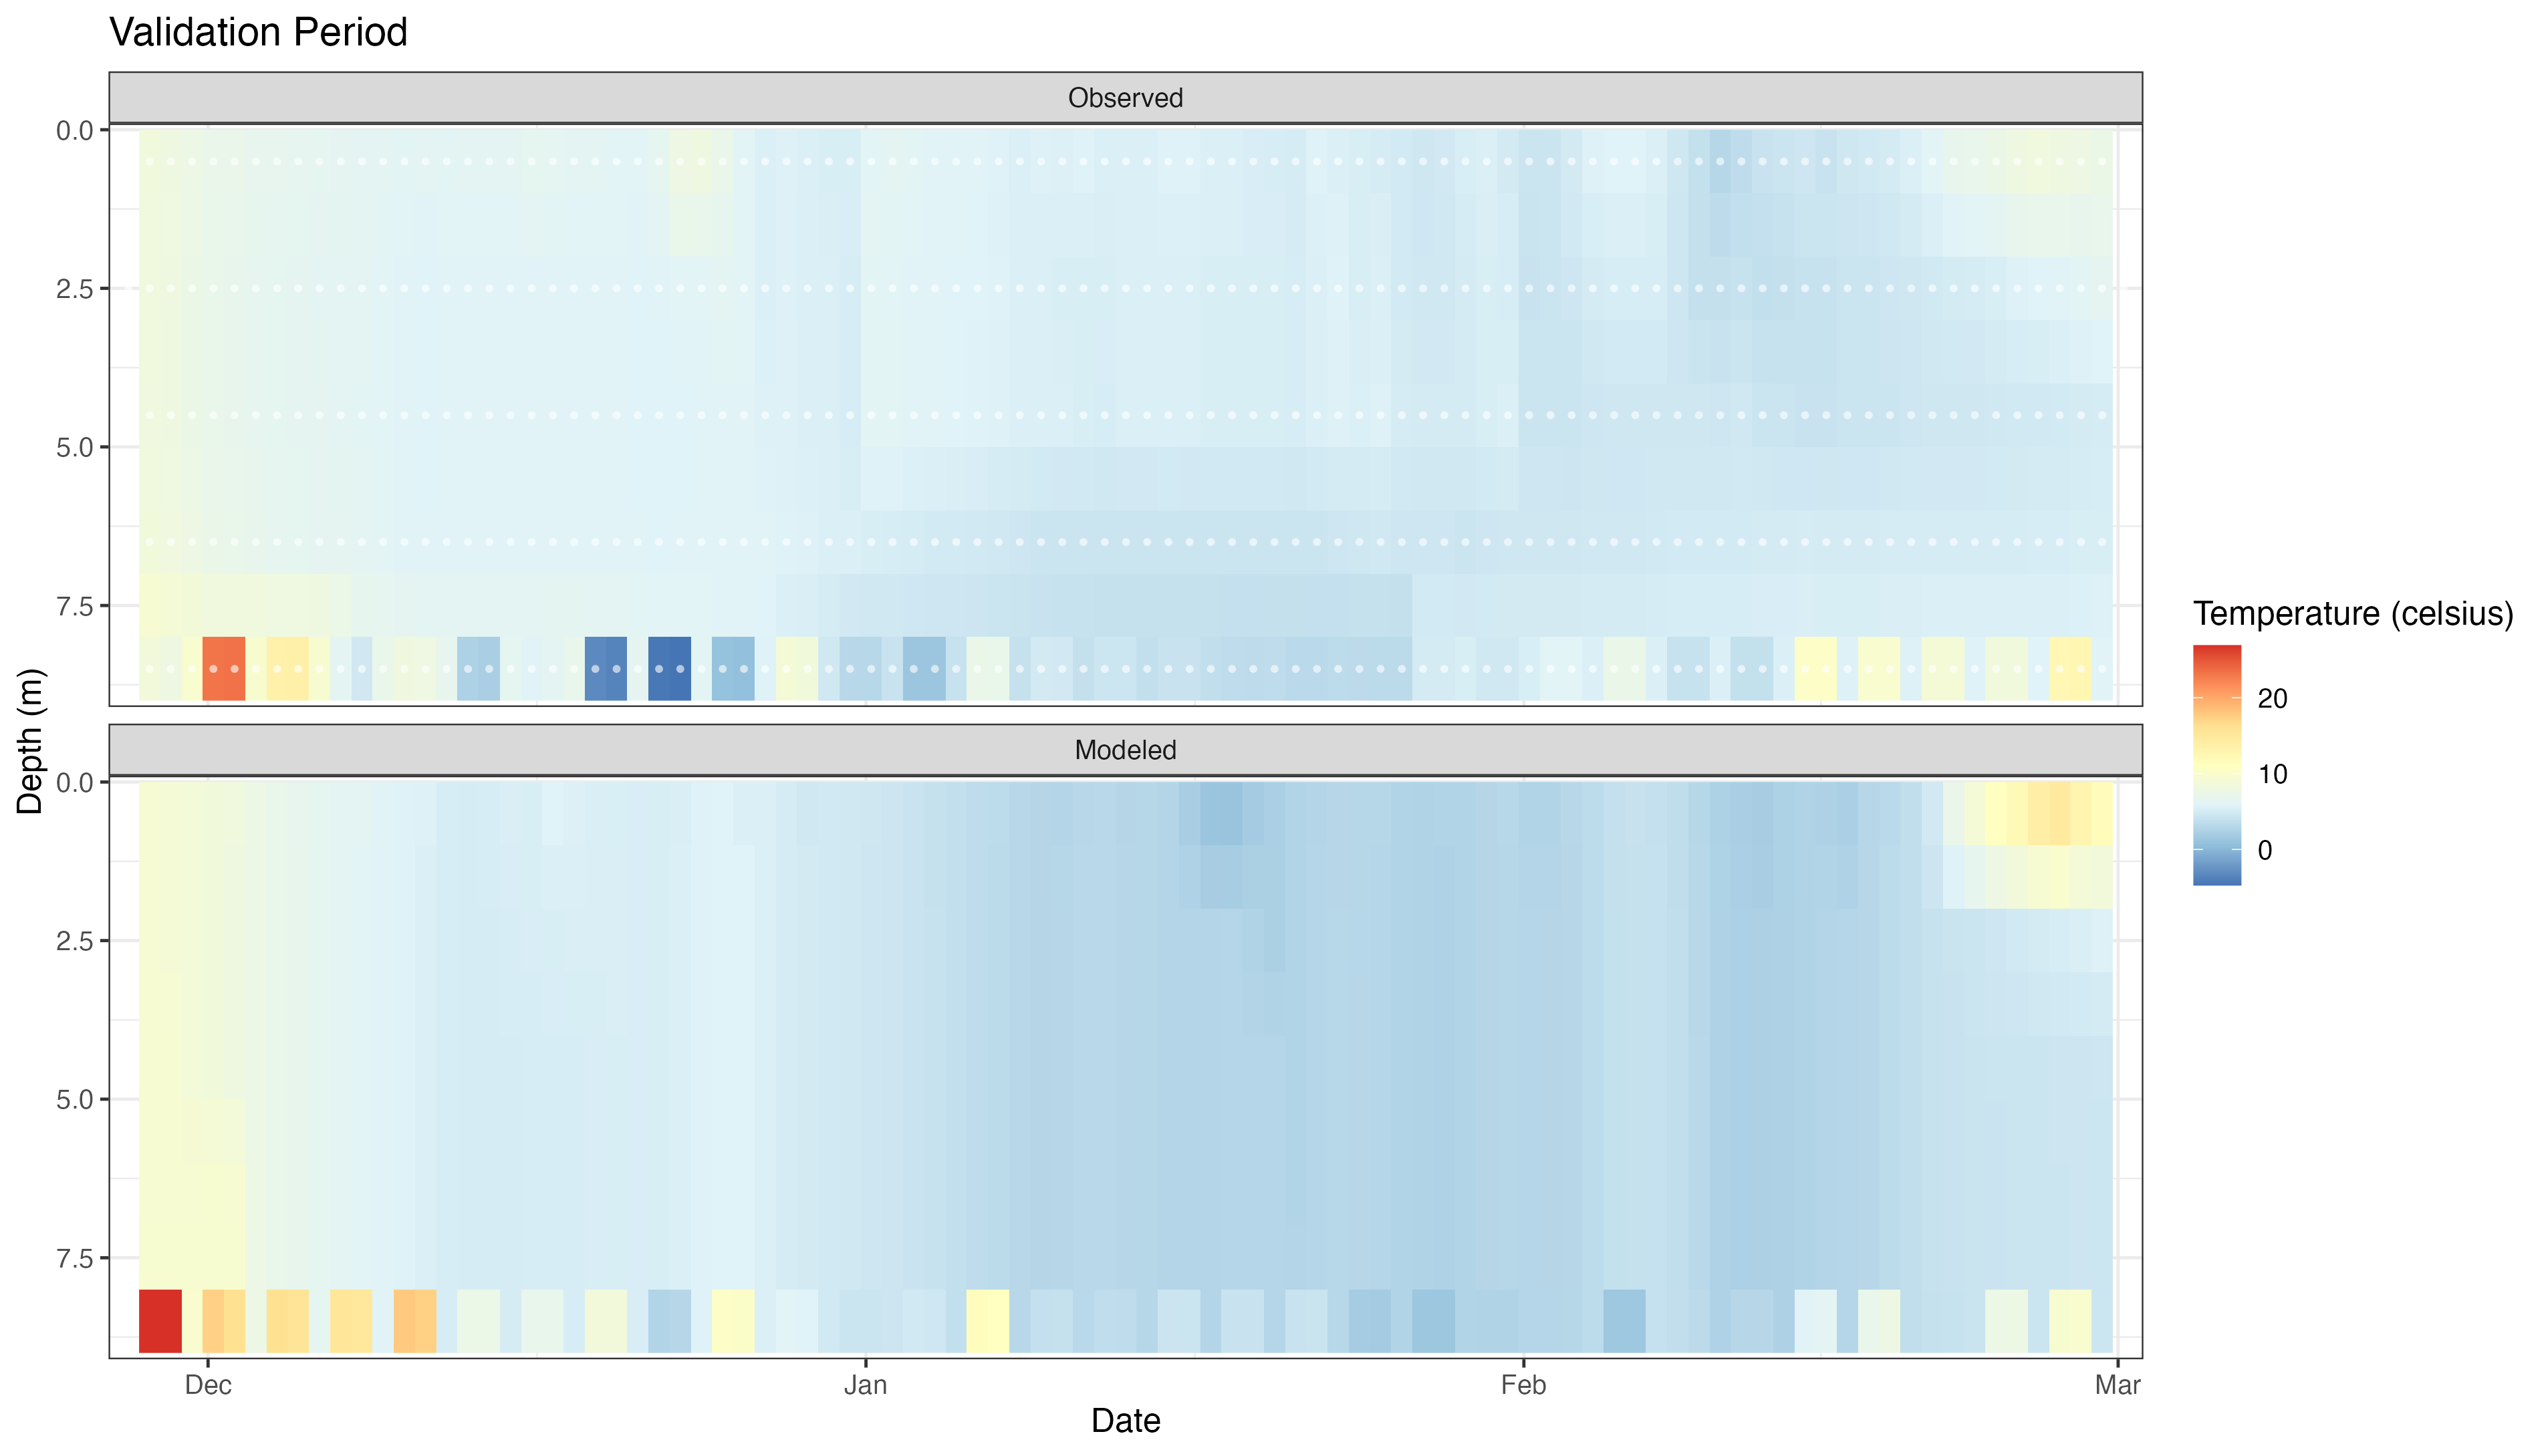 Validation Period
Observed
0.0
2.5
5.0
7.5
Modeled
0.0
2.5
5.0
7.5
Depth (m)
Dec
Jan
Feb
Mar
Date
Temperature (celsius)
20
10
0